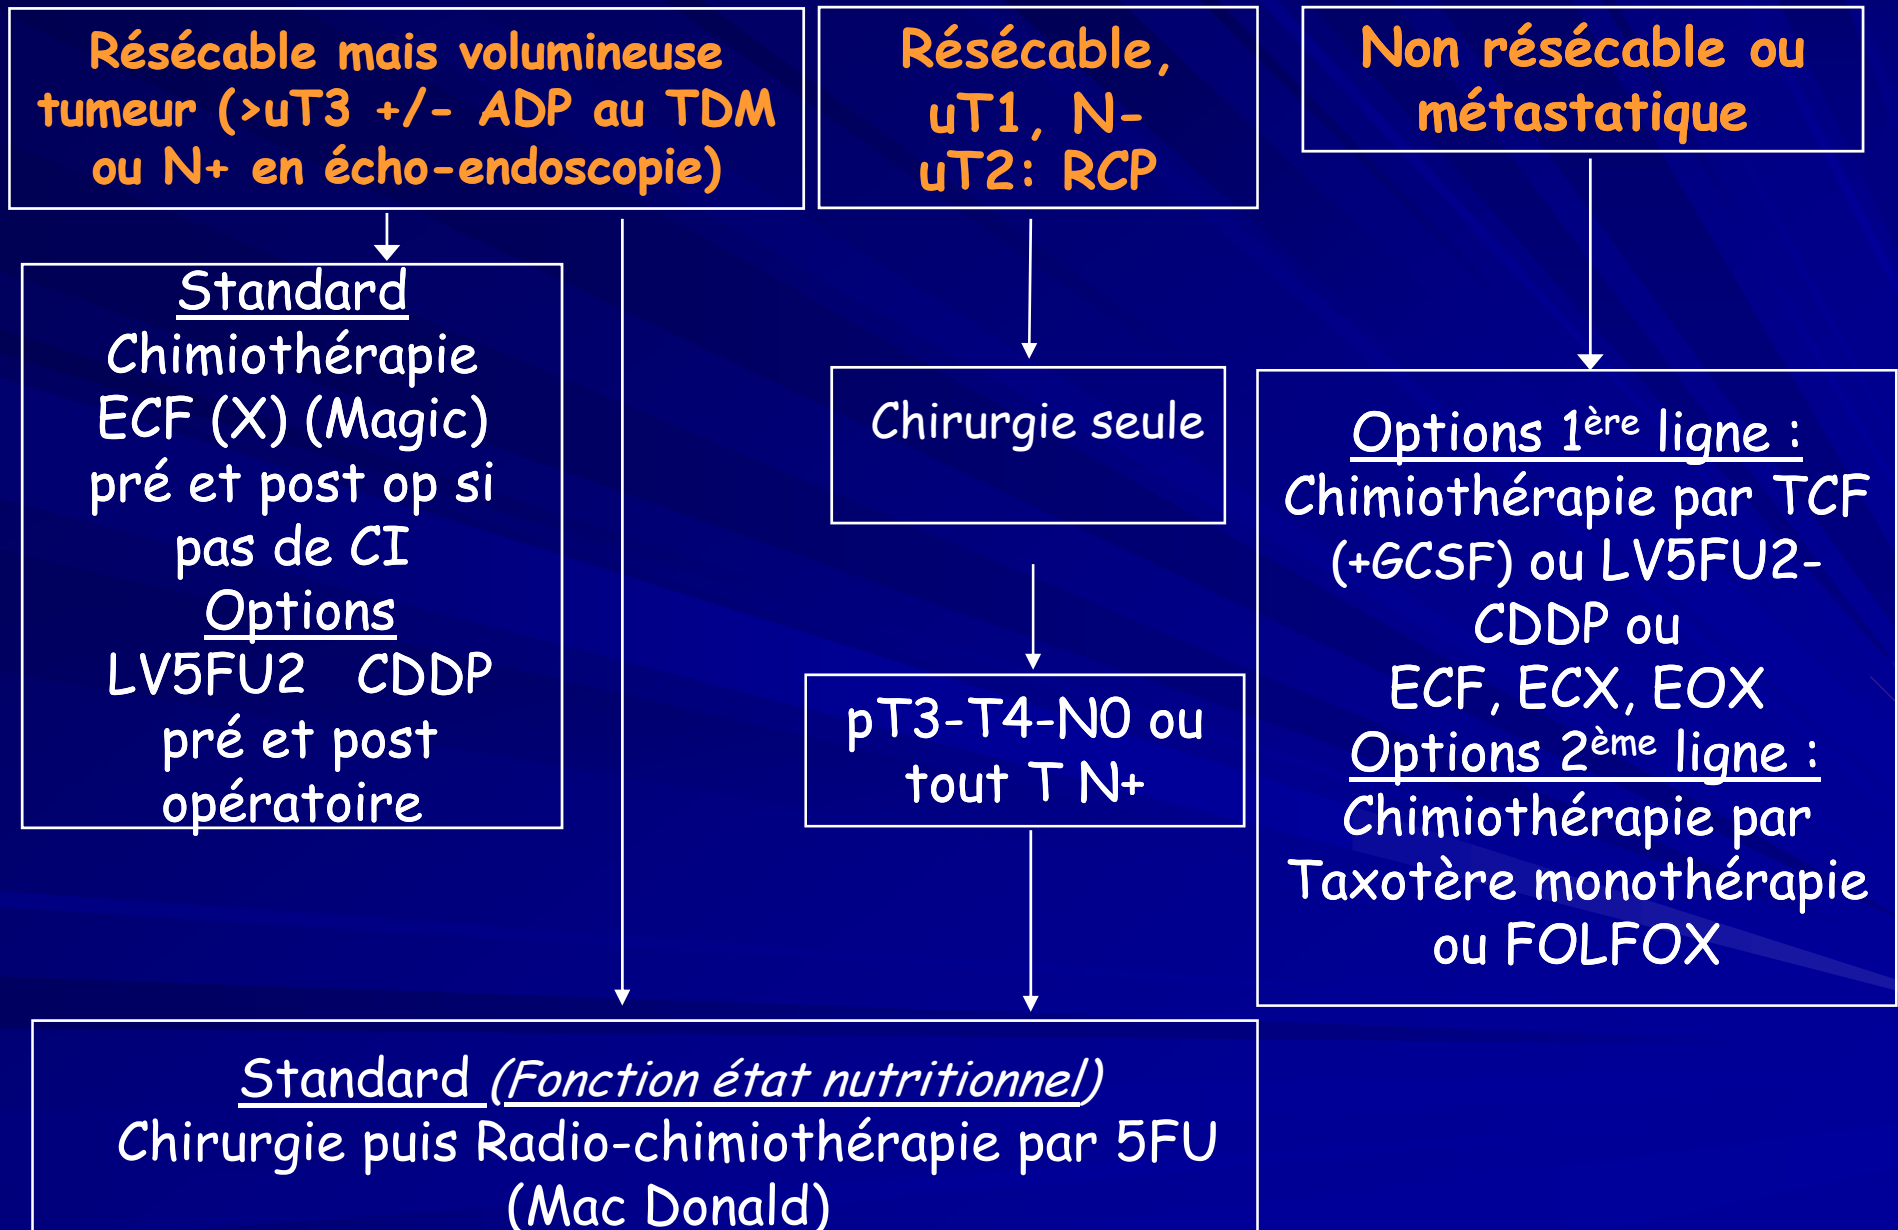 Résécable mais volumineuse
tumeur (>uT3 +/- ADP au TDM
ou N+ en écho-endoscopie)
Résécable,
uT1, N-
uT2: RCP
Non résécable ou
métastatique
Standard
Chimiothérapie
ECF (X) (Magic)
pré et post op si
pas de CI
Options
LV5FU2 CDDP
pré et post
opératoire
Chirurgie seule
pT3-T4-N0 ou
tout T N+
Options 1ère ligne :
Chimiothérapie par TCF
(+GCSF) ou LV5FU2-
CDDP ou
ECF, ECX, EOX
Options 2ème ligne :
Chimiothérapie par
Taxotère monothérapie
ou FOLFOX
Standard (Fonction état nutritionnel)
Chirurgie puis Radio-chimiothérapie par 5FU
(Mac Donald)